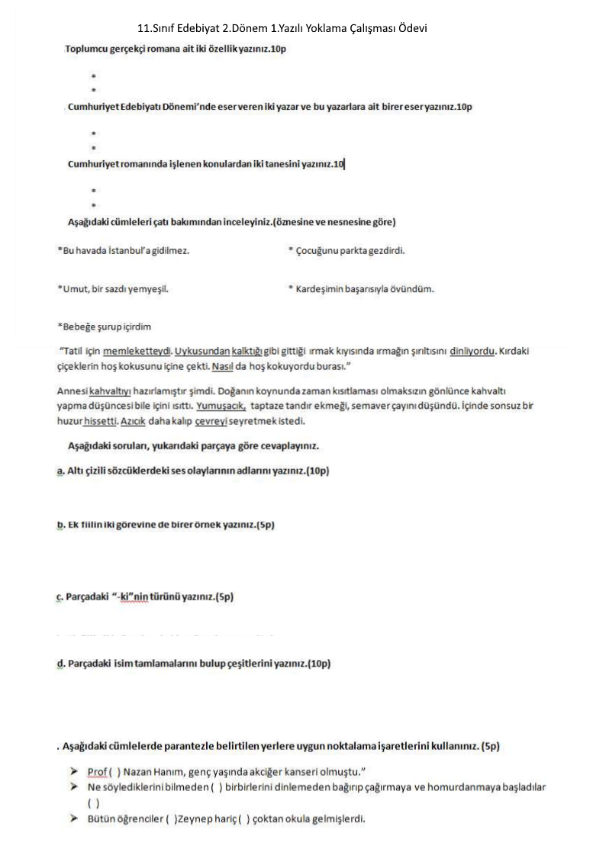 11.Sınıf Edebiyat 2.Dönem 1.Yazılı Yoklama Çalışması Ödevi
Toplumcu gerçekçi romana ait iki özellik yazınız.10p
*
*
Cumhuriyet Edebiyatı Dönemi'nde eser veren iki yazar ve bu yazarlara ait birer eser yazınız.10p
*
*
Cumhuriyet romanında işlenen konulardan iki tanesini yazınız.10
*
*
Aşağıdaki cümleleri çatı bakımından inceleyiniz.(öznesine ve nesnesine göre)
*Bu havada İstanbul'a gidilmez. * Çocuğunu parkta gezdirdi.
*Umut, bir sazdı yemyeşil. * Kardeşimin başarısıyla övündüm.
*Bebeğe şurup içirdim
"Tatil için memleketteydi. Uykusundan kalktığı gibi gittiği ırmak kıyısında ırmağın şırıltısını dinliyordu. Kırdaki
çiçeklerin hoş kokusunu içine çekti. Nasıl da hoş kokuyordu burası."
Annesi kahvaltıyı hazırlamıştır şimdi. Doğanın koynunda zaman kısıtlaması olmaksızın gönlünce kahvaltı
yapma düşüncesi bile içini ısıttı. Yumuşacık, taptaze tandır ekmeği, semaver çayını düşündü. İçinde sonsuz bir
huzur hissetti. Azıcık daha kalıp çevreyi seyretmek istedi.
Aşağıdaki soruları, yukarıdaki parçaya göre cevaplayınız.
a. Altı çizili sözcüklerdeki ses olaylarının adlarını yazınız.(10p)
b. Ek fiilin iki görevine de birer örnek yazınız.(5p)
c. Parçadaki "-ki"nin türünü yazınız.(5p)
d. Parçadaki isim tamlamalarını bulup çeşitlerini yazınız.(10p)
. Aşağıdaki cümlelerde parantezle belirtilen yerlere uygun noktalama işaretlerini kullanınız. (5p)
➤ Prof ( ) Nazan Hanım, genç yaşında akciğer kanseri olmuştu."
➤ Ne söylediklerini bilmeden ( ) birbirlerini dinlemeden bağırıp çağırmaya ve homurdanmaya başladılar
( )
➤ Bütün öğrenciler ( )Zeynep hariç ( ) çoktan okula gelmişlerdi.